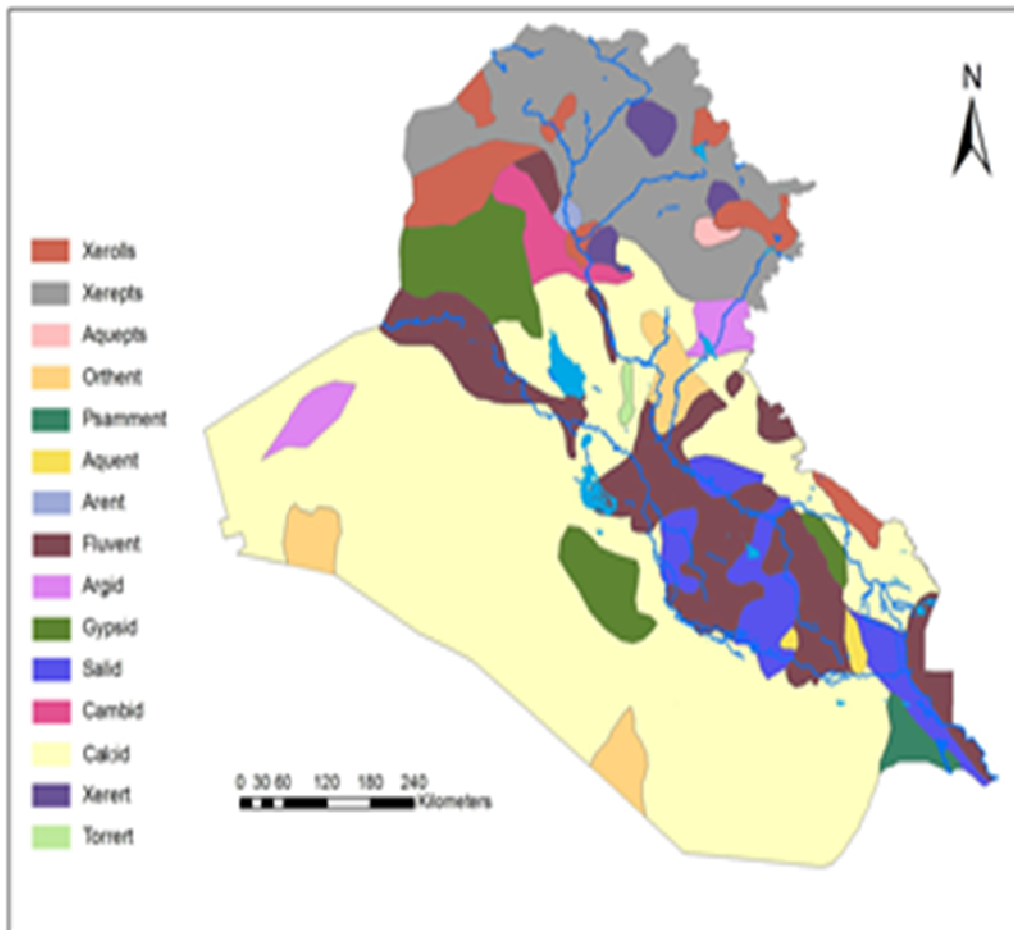 N
Xerolls
Xerepts
Aquepts
Orthent
Psamment
Aquent
Arent
Fluvent
Argid
Gypsid
Salid
Cambid
Calcid
Xerert
Torrert
0 30 60 120 180 240
Kilometers